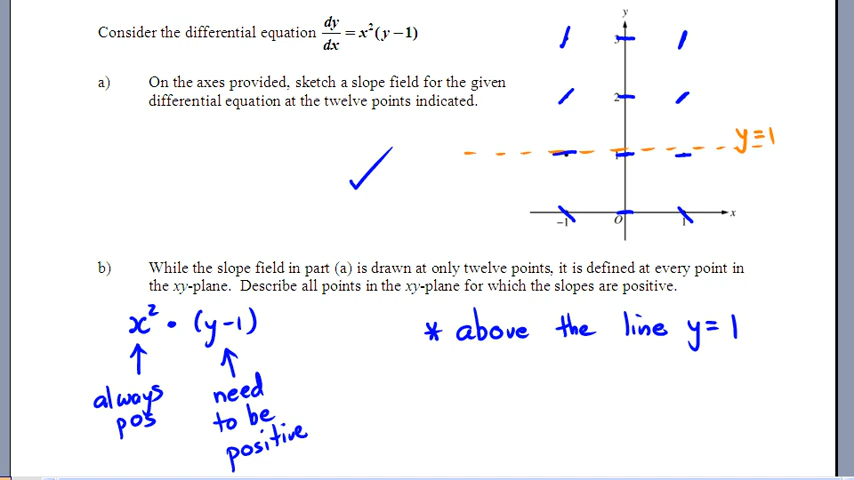 Consider the differential equation dy/dx = x²(y−1)
a) On the axes provided, sketch a slope field for the given
differential equation at the twelve points indicated.
y
3
2
y=1
1
−1 O 1 x
b) While the slope field in part (a) is drawn at only twelve points, it is defined at every point in
the xy-plane. Describe all points in the xy-plane for which the slopes are positive.
x² • (y−1)
* above the line y=1
always
pos
need
to be
positive